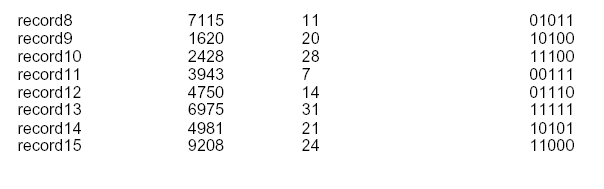 record8 7115 11 01011
record9 1620 20 10100
record10 2428 28 11100
record11 3943 7 00111
record12 4750 14 01110
record13 6975 31 11111
record14 4981 21 10101
record15 9208 24 11000